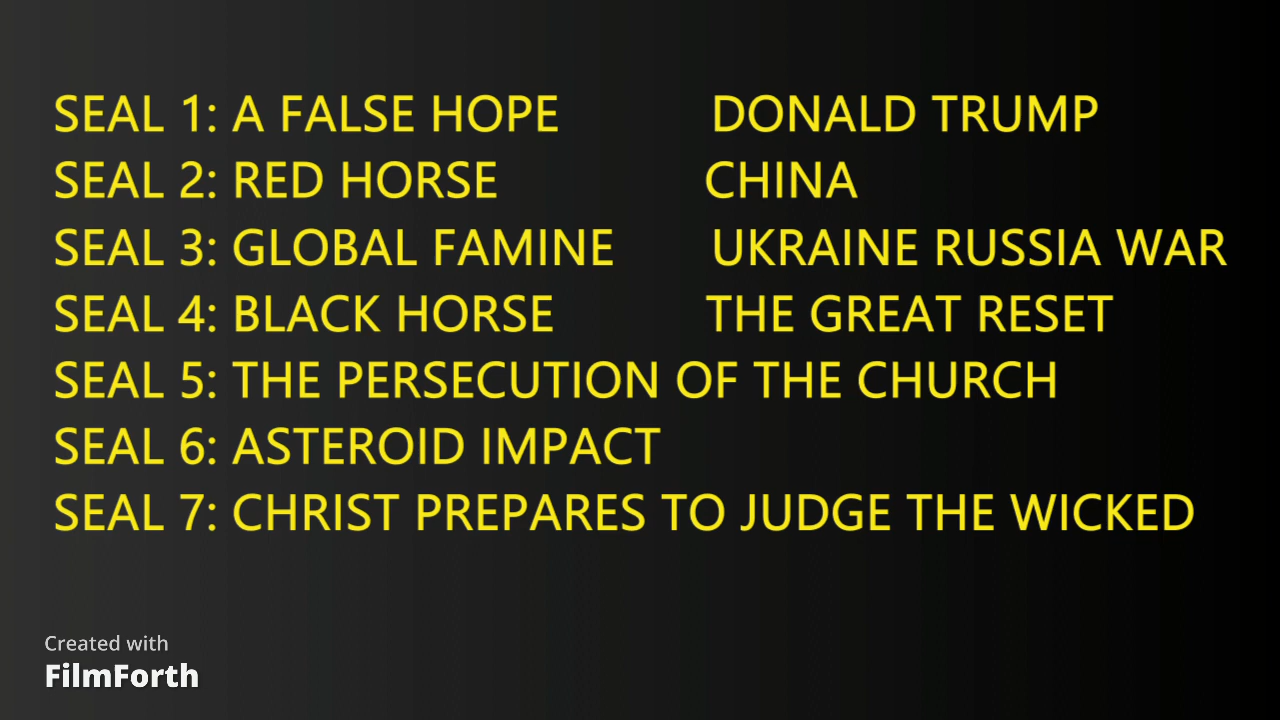 SEAL 1: A FALSE HOPE DONALD TRUMP
SEAL 2: RED HORSE CHINA
SEAL 3: GLOBAL FAMINE UKRAINE RUSSIA WAR
SEAL 4: BLACK HORSE THE GREAT RESET
SEAL 5: THE PERSECUTION OF THE CHURCH
SEAL 6: ASTEROID IMPACT
SEAL 7: CHRIST PREPARES TO JUDGE THE WICKED
Created with
FilmForth